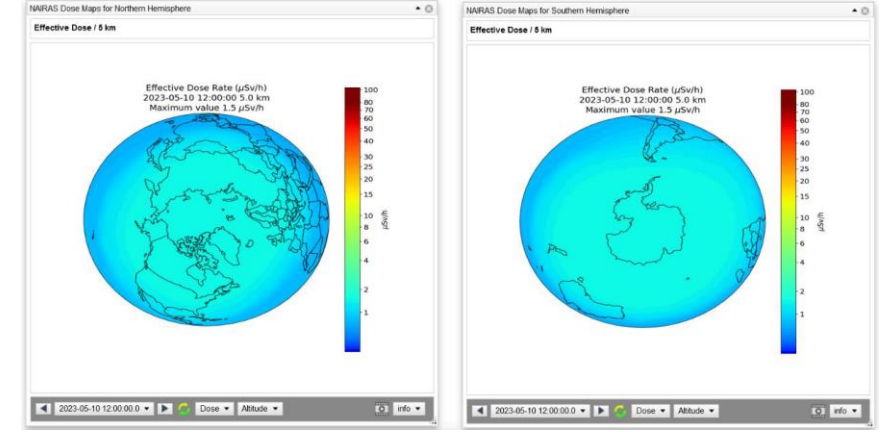 NAIRAS Dose Maps for Northern Hemisphere
Effective Dose / 5 km
Effective Dose Rate (µSv/h)
2023-05-10 12:00:00 5.0 km
Maximum value 1.5 µSv/h
100
80
70
60
50
40
30
25
20
15
10
8
6
4
2
1
µSv/h
2023-05-10 12:00:00.0
Dose
Altitude
info
NAIRAS Dose Maps for Southern Hemisphere
Effective Dose / 5 km
Effective Dose Rate (µSv/h)
2023-05-10 12:00:00 5.0 km
Maximum value 1.5 µSv/h
100
80
70
60
50
40
30
25
20
15
10
8
6
4
2
1
µSv/h
2023-05-10 12:00:00.0
Dose
Altitude
info